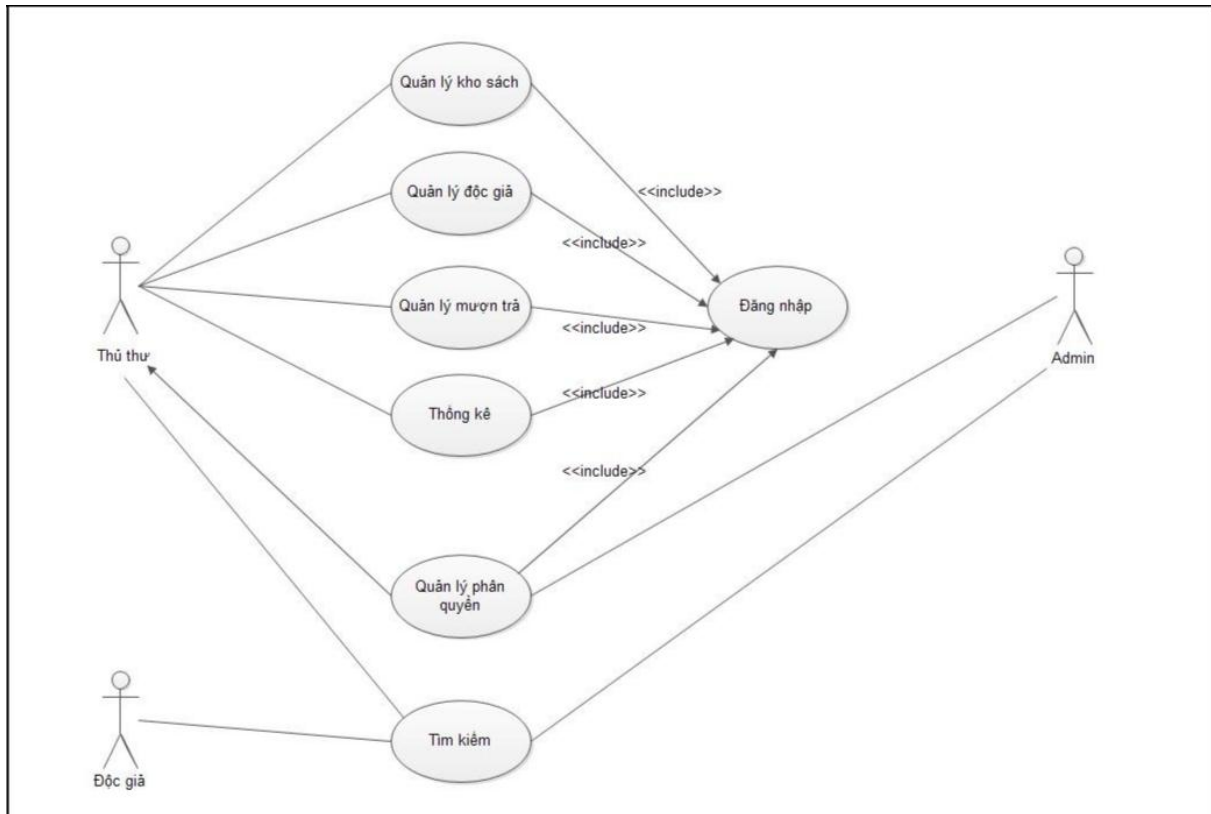 Quản lý kho sách
<<include>>
Quản lý độc giả
<<include>>
Quản lý mượn trả
<<include>>
Đăng nhập
Thủ thư
Admin
Thống kê
<<include>>
<<include>>
Quản lý phân
quyền
Tìm kiếm
Độc giả